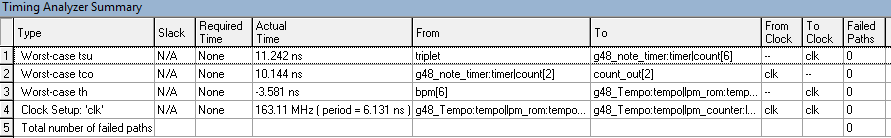 Timing Analyzer Summary
Type Slack Required Time Actual Time From To From Clock To Clock Failed Paths
1 Worst-case tsu N/A None 11.242 ns triplet g48_note_timer:timer|count[6] -- clk 0
2 Worst-case tco N/A None 10.144 ns g48_note_timer:timer|count[2] count_out[2] clk -- 0
3 Worst-case th N/A None -3.581 ns bpm[6] g48_Tempo:tempo|lpm_rom:tempo... -- clk 0
4 Clock Setup: 'clk' N/A None 163.11 MHz ( period = 6.131 ns ) g48_Tempo:tempo|lpm_rom:tempo... g48_Tempo:tempo|lpm_counter:l... clk clk 0
5 Total number of failed paths 0